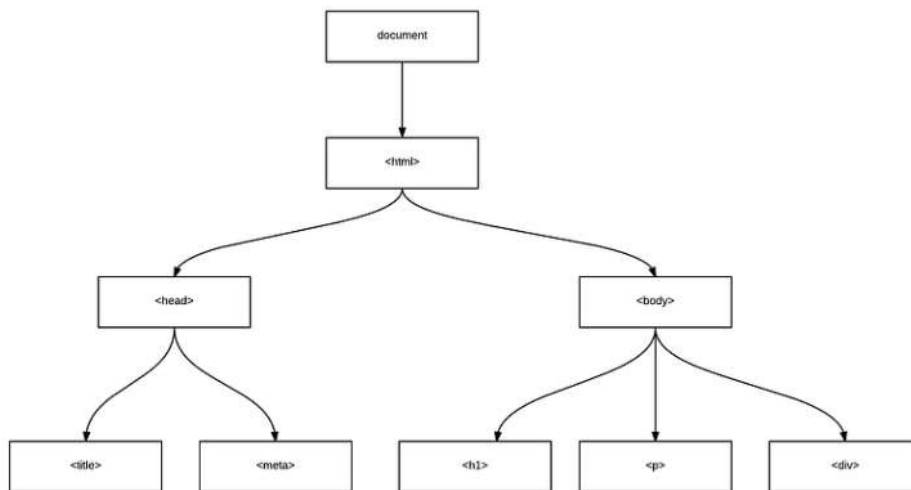 document
<html>
<head>
<body>
<title>
<meta>
<h1>
<p>
<div>